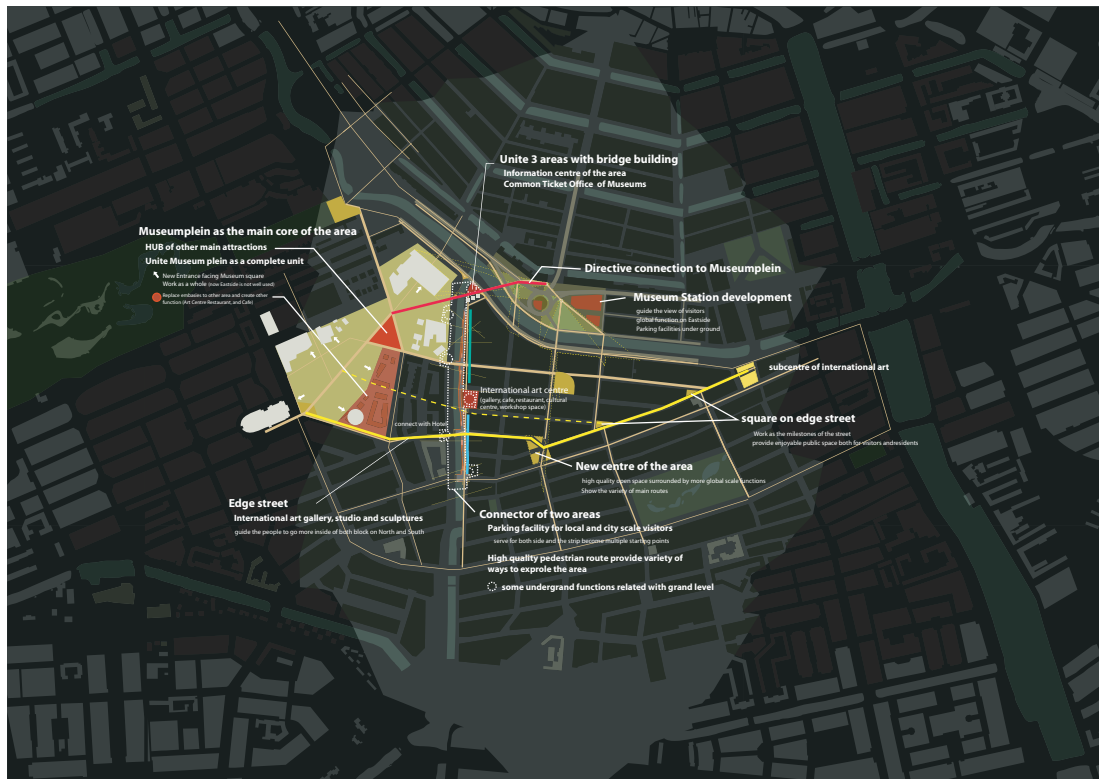 Unite 3 areas with bridge building
Information centre of the area
Common Ticket Office of Museums
Museumplein as the main core of the area
HUB of other main attractions
Unite Museum plein as a complete unit
New Entrance facing Museum square
Work as a whole (now Eastside is not well used)
Replace embasies to other area and create other
function (Art Centre Restaurant, and Cafe)
Directive connection to Museumplein
Museum Station development
guide the view of visitors
global function on Eastside
Parking facilities under ground
subcentre of international art
International art centre
(gallery, cafe, restaurant, cultural
centre, workshop space)
connect with Hotel
square on edge street
Work as the milestones of the street
provide enjoyable public space both for visitors andresidents
New centre of the area
high quality open space surrounded by more global scale functions
Show the variety of main routes
Edge street
International art gallery, studio and sculptures
guide the people to go more inside of both block on North and South
Connector of two areas
Parking facility for local and city scale visitors
serve for both side and the strip become multiple starting points
High quality pedestrian route provide variety of
ways to exprole the area
some undergrand functions related with grand level